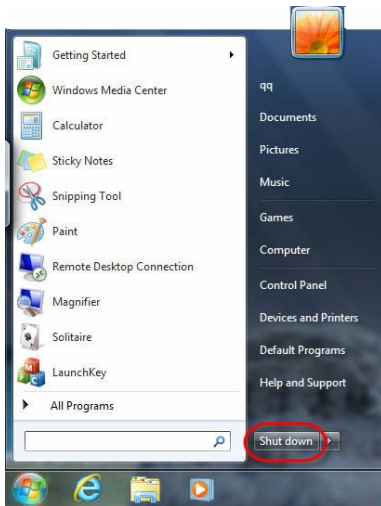 Getting Started
Windows Media Center
Calculator
Sticky Notes
Snipping Tool
Paint
Remote Desktop Connection
Magnifier
Solitaire
LaunchKey
All Programs
qq
Documents
Pictures
Music
Games
Computer
Control Panel
Devices and Printers
Default Programs
Help and Support
Shut down